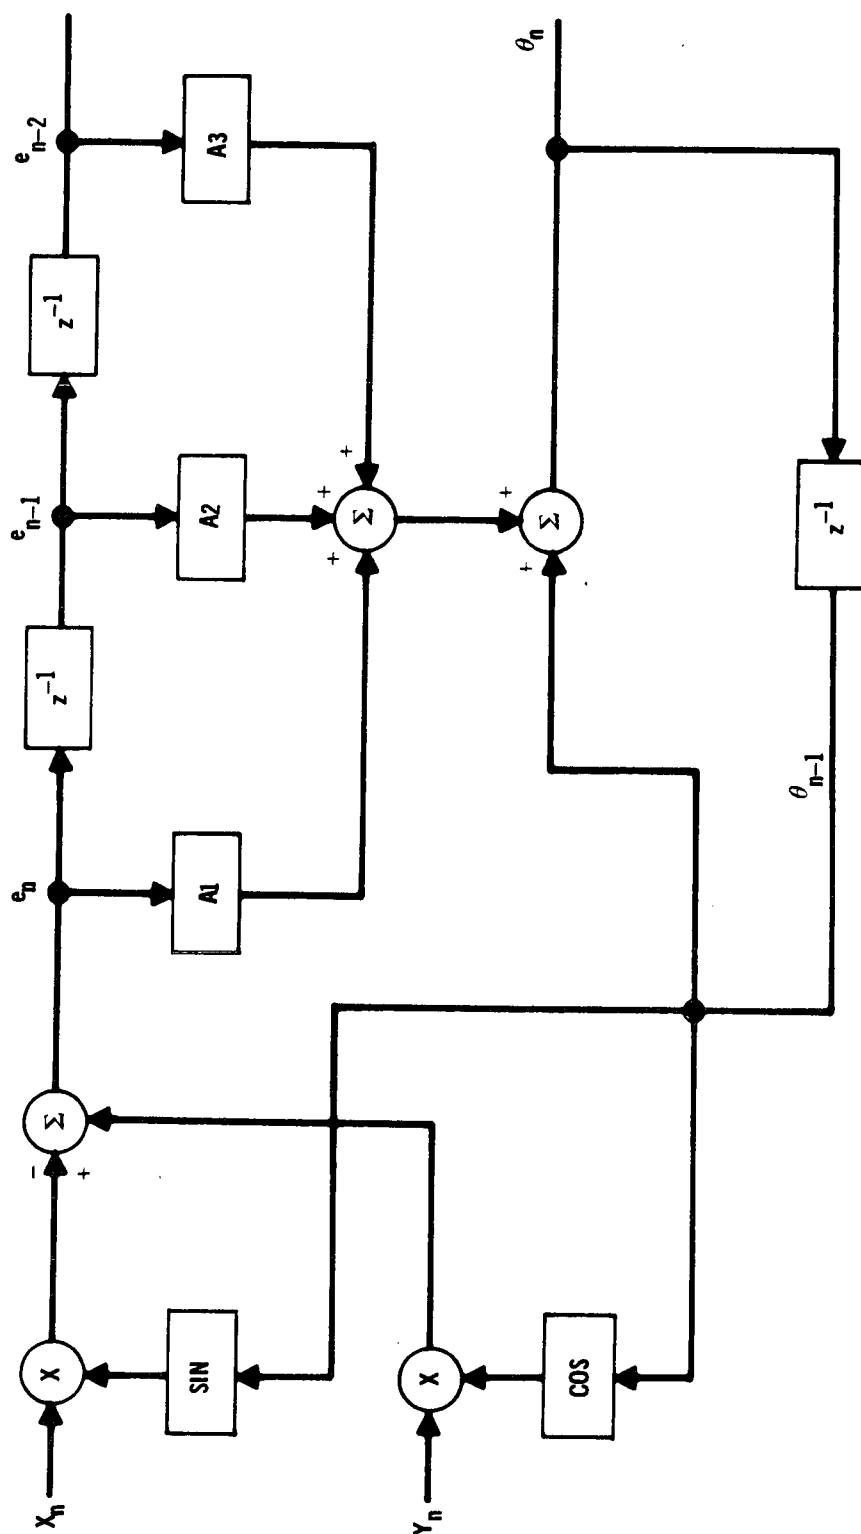 e_n
e_{n-1}
e_{n-2}
z^{-1}
z^{-1}
A1
A2
A3
X_n
X
Σ
−
+
SIN
+
+
+
Σ
Y_n
X
COS
+
+
Σ
θ_n
θ_{n-1}
z^{-1}